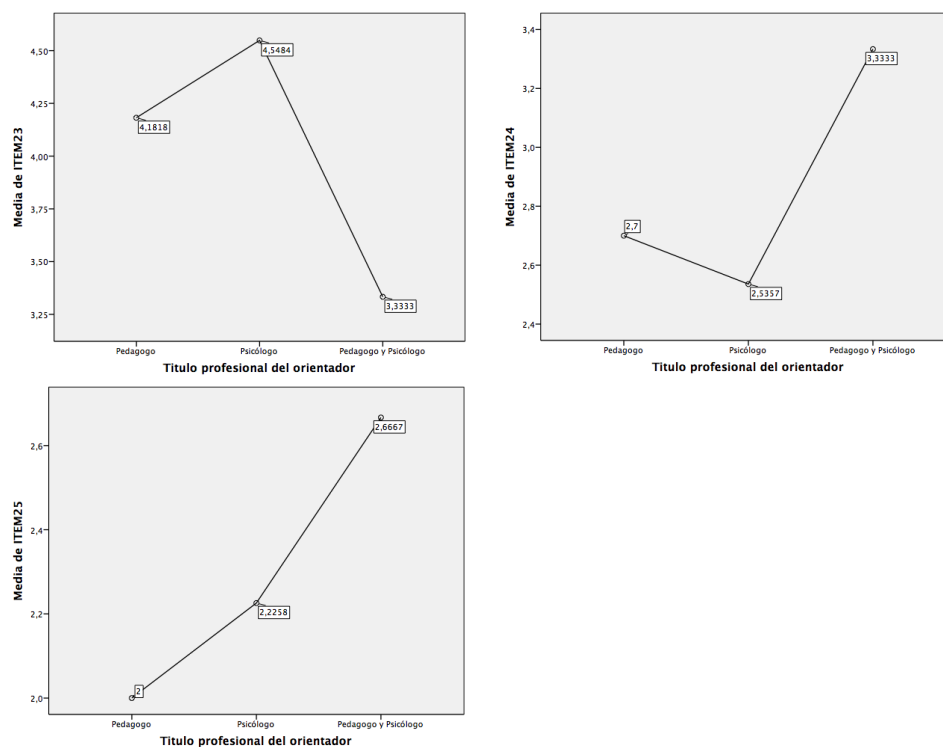 Media de ITEM23
4,50
4,25
4,00
3,75
3,50
3,25
4,1818
4,5484
3,3333
Pedagogo
Psicólogo
Pedagogo y Psicólogo
Titulo profesional del orientador
Media de ITEM24
3,4
3,2
3,0
2,8
2,6
2,4
2,7
2,5357
3,3333
Pedagogo
Psicólogo
Pedagogo y Psicólogo
Titulo profesional del orientador
Media de ITEM25
2,6
2,4
2,2
2,0
2
2,2258
2,6667
Pedagogo
Psicólogo
Pedagogo y Psicólogo
Titulo profesional del orientador